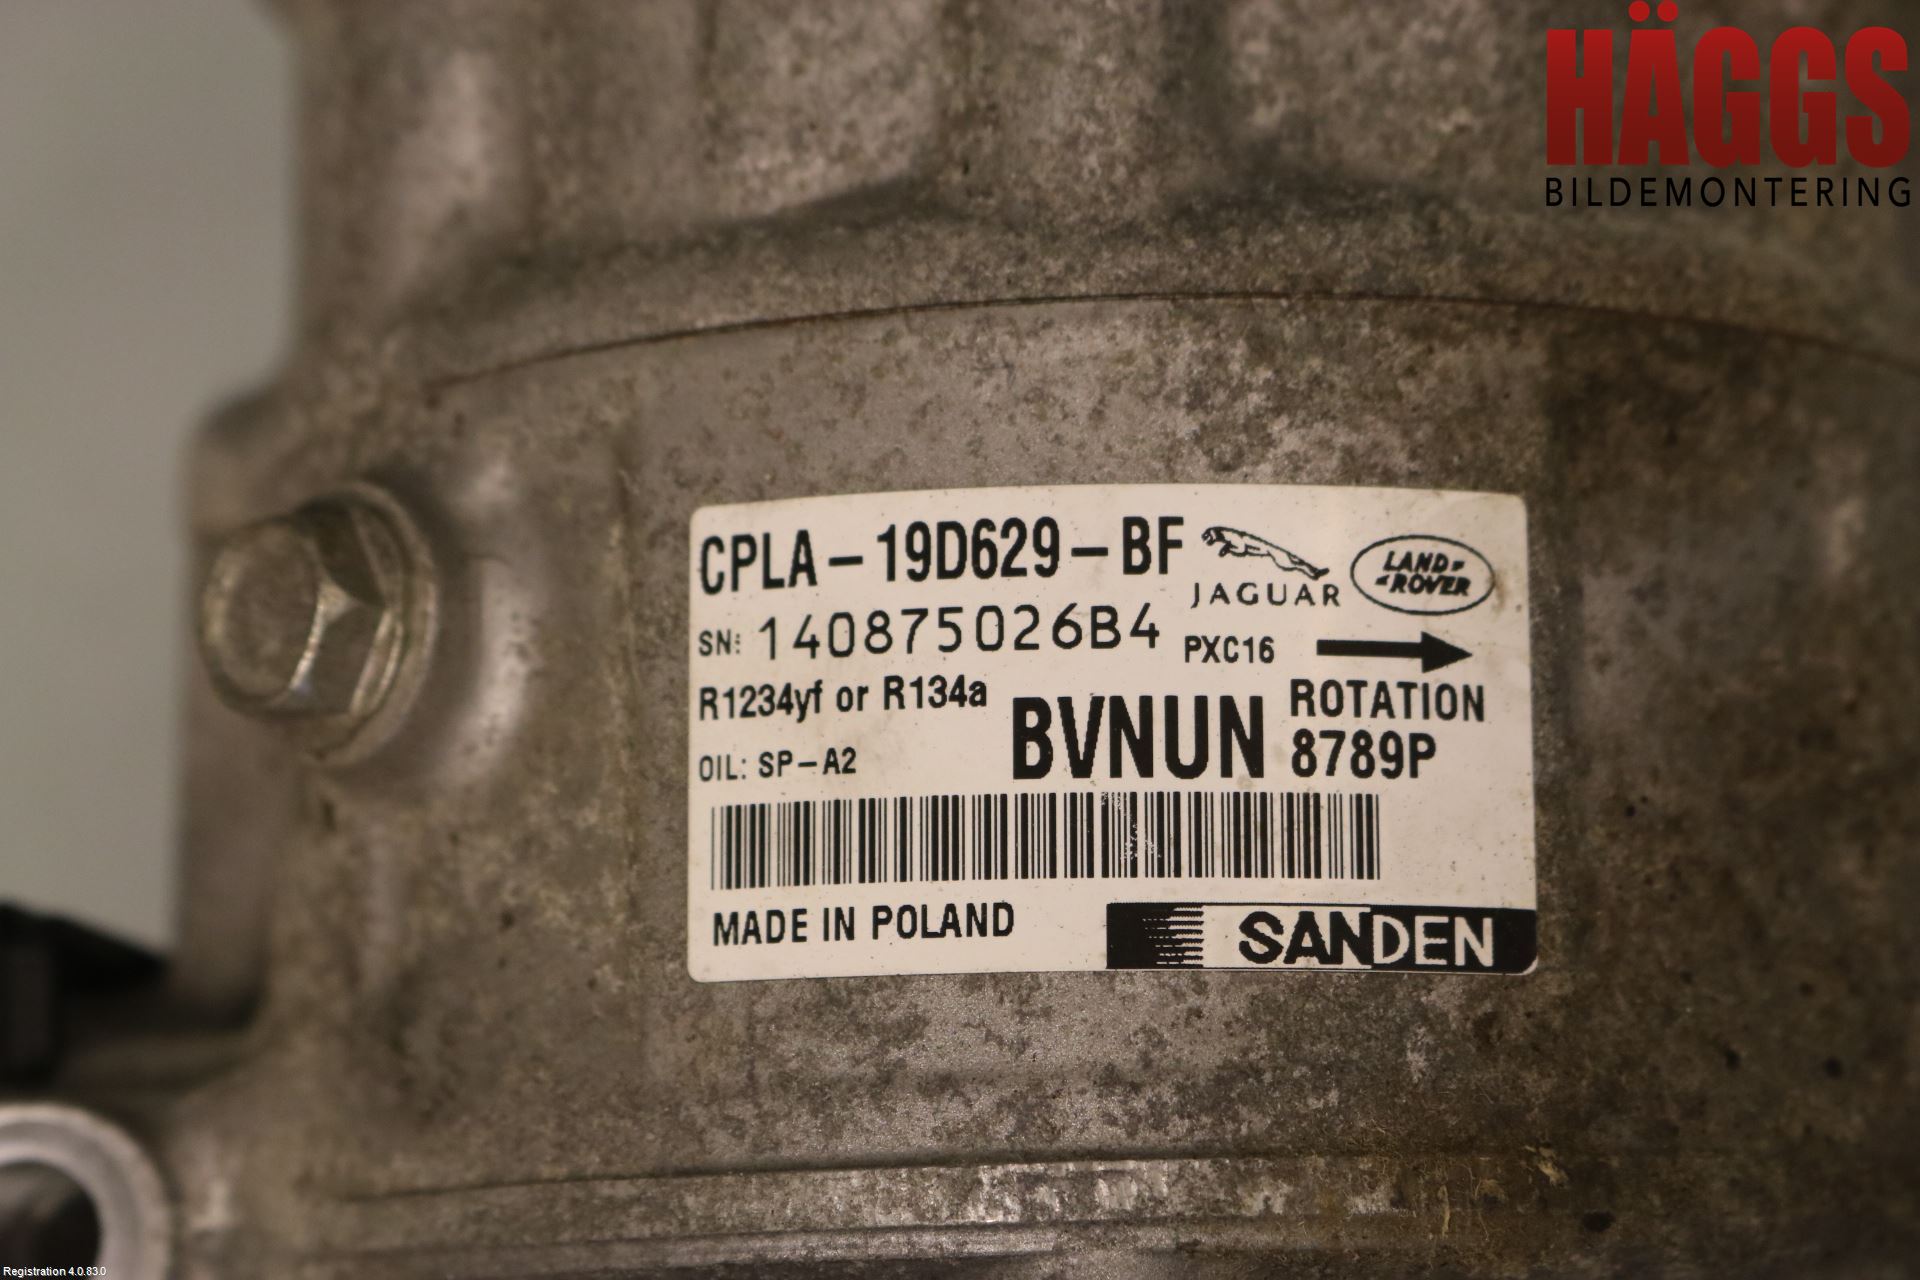 HÄGGS
BILDEMONTERING
CPLA-19D629-BF
JAGUAR
LAND ROVER
SN: 140875026B4
PXC16
R1234yf or R134a
BVNUN
ROTATION
OIL: SP-A2
8789P
MADE IN POLAND
SANDEN
Registration 4.0.83.0